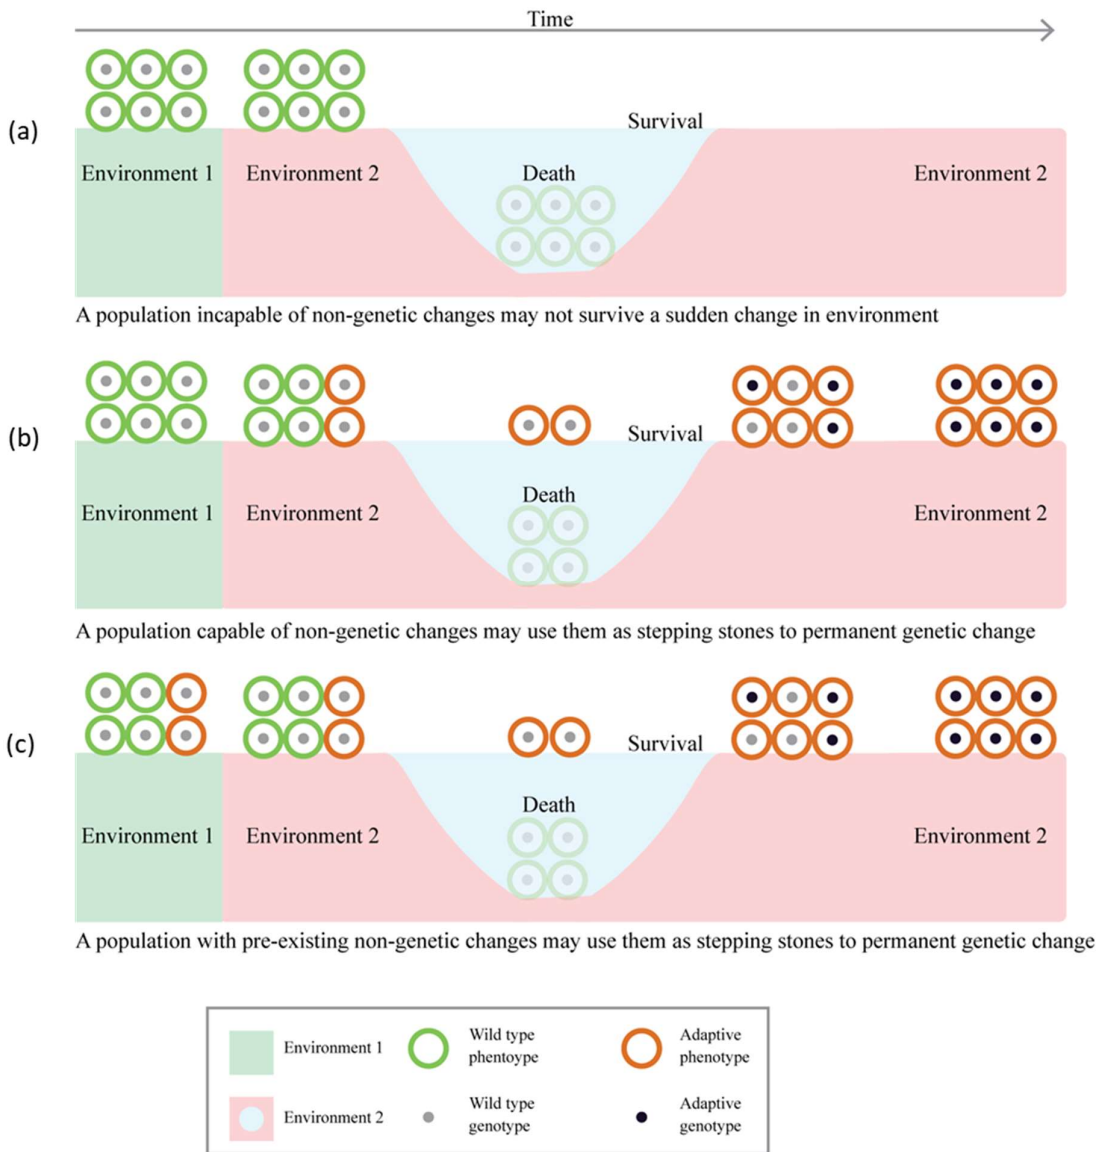 Time
(a)
Survival
Environment 1
Environment 2
Death
Environment 2
A population incapable of non-genetic changes may not survive a sudden change in environment
(b)
Survival
Death
Environment 1
Environment 2
Environment 2
A population capable of non-genetic changes may use them as stepping stones to permanent genetic change
(c)
Survival
Death
Environment 1
Environment 2
Environment 2
A population with pre-existing non-genetic changes may use them as stepping stones to permanent genetic change
Environment 1
Wild type
phentoype
Adaptive
phenotype
Environment 2
Wild type
genotype
Adaptive
genotype